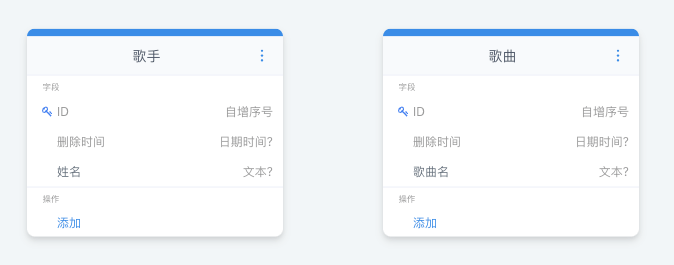 歌手
字段
ID 自增序号
删除时间 日期时间?
姓名 文本?
操作
添加
歌曲
字段
ID 自增序号
删除时间 日期时间?
歌曲名 文本?
操作
添加